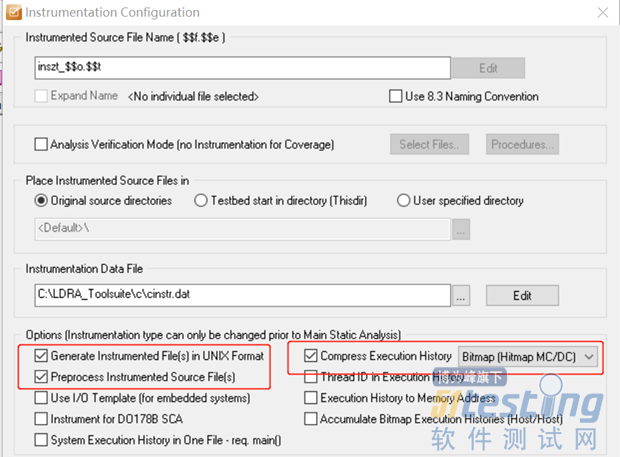 Instrumentation Configuration
Instrumented Source File Name ( $$f.$$e )
inszt_$$o.$$t
Edit
Expand Name <No individual file selected>
Use 8.3 Naming Convention
Analysis Verification Mode (no Instrumentation for Coverage)
Select Files..
Procedures...
Place Instrumented Source Files in
Original source directories
Testbed start in directory (Thisdir)
User specified directory
<Default>\
...
Instrumentation Data File
C:\LDRA_Toolsuite\c\cinstr.dat
...
Edit
Options (Instrumentation type can only be changed prior to Main Static Analysis)
Generate Instrumented File(s) in UNIX Format
Compress Execution History
Bitmap (Hitmap MC/DC)
Preprocess Instrumented Source File(s)
Thread ID in Execution History
Use I/O Template (for embedded systems)
Execution History to Memory Address
Instrument for DO178B SCA
Accumulate Bitmap Execution Histories (Host/Host)
System Execution History in One File - req. main()
博为峰旗下
51testing
软件测试网